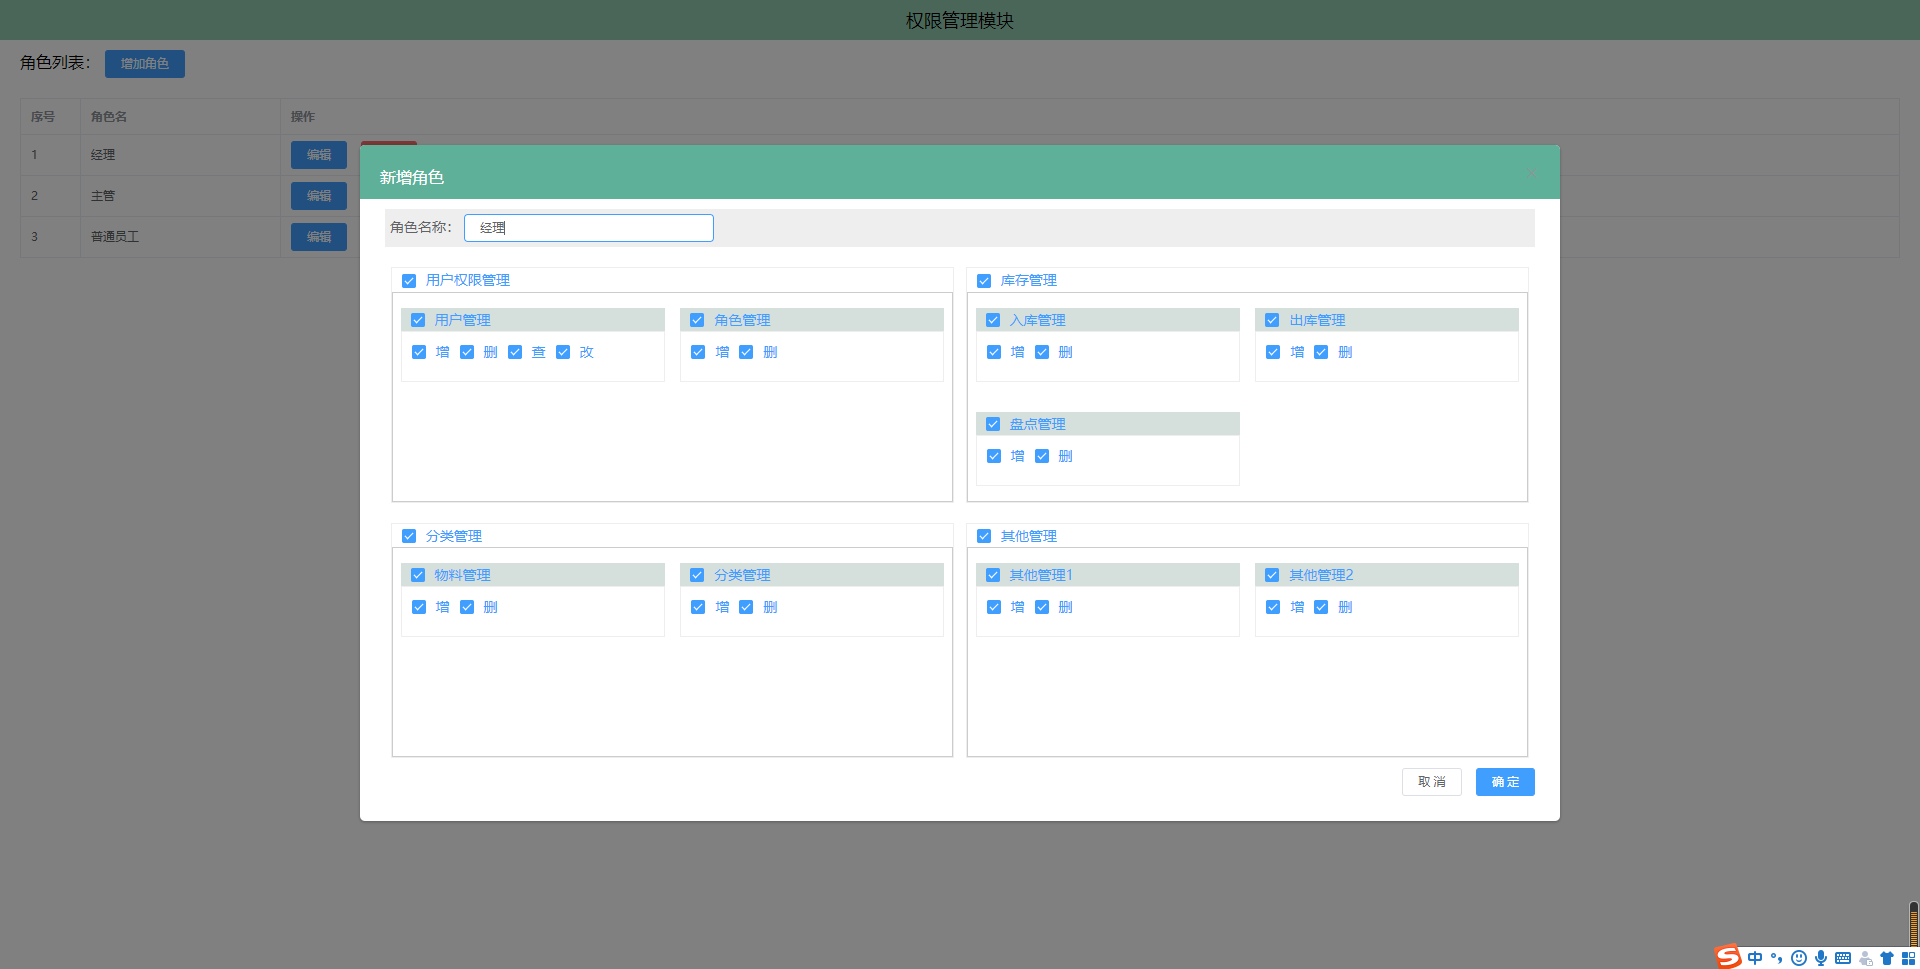 权限管理模块
角色列表： 增加角色
序号 角色名 操作
1 经理 编辑
2 主管 编辑
3 普通员工 编辑
新增角色
角色名称： 经理
用户权限管理
用户管理 角色管理
增 删 查 改 增 删
库存管理
入库管理 出库管理
增 删 增 删
盘点管理
增 删
分类管理
物料管理 分类管理
增 删 增 删
其他管理
其他管理1 其他管理2
增 删 增 删
取 消 确 定
中